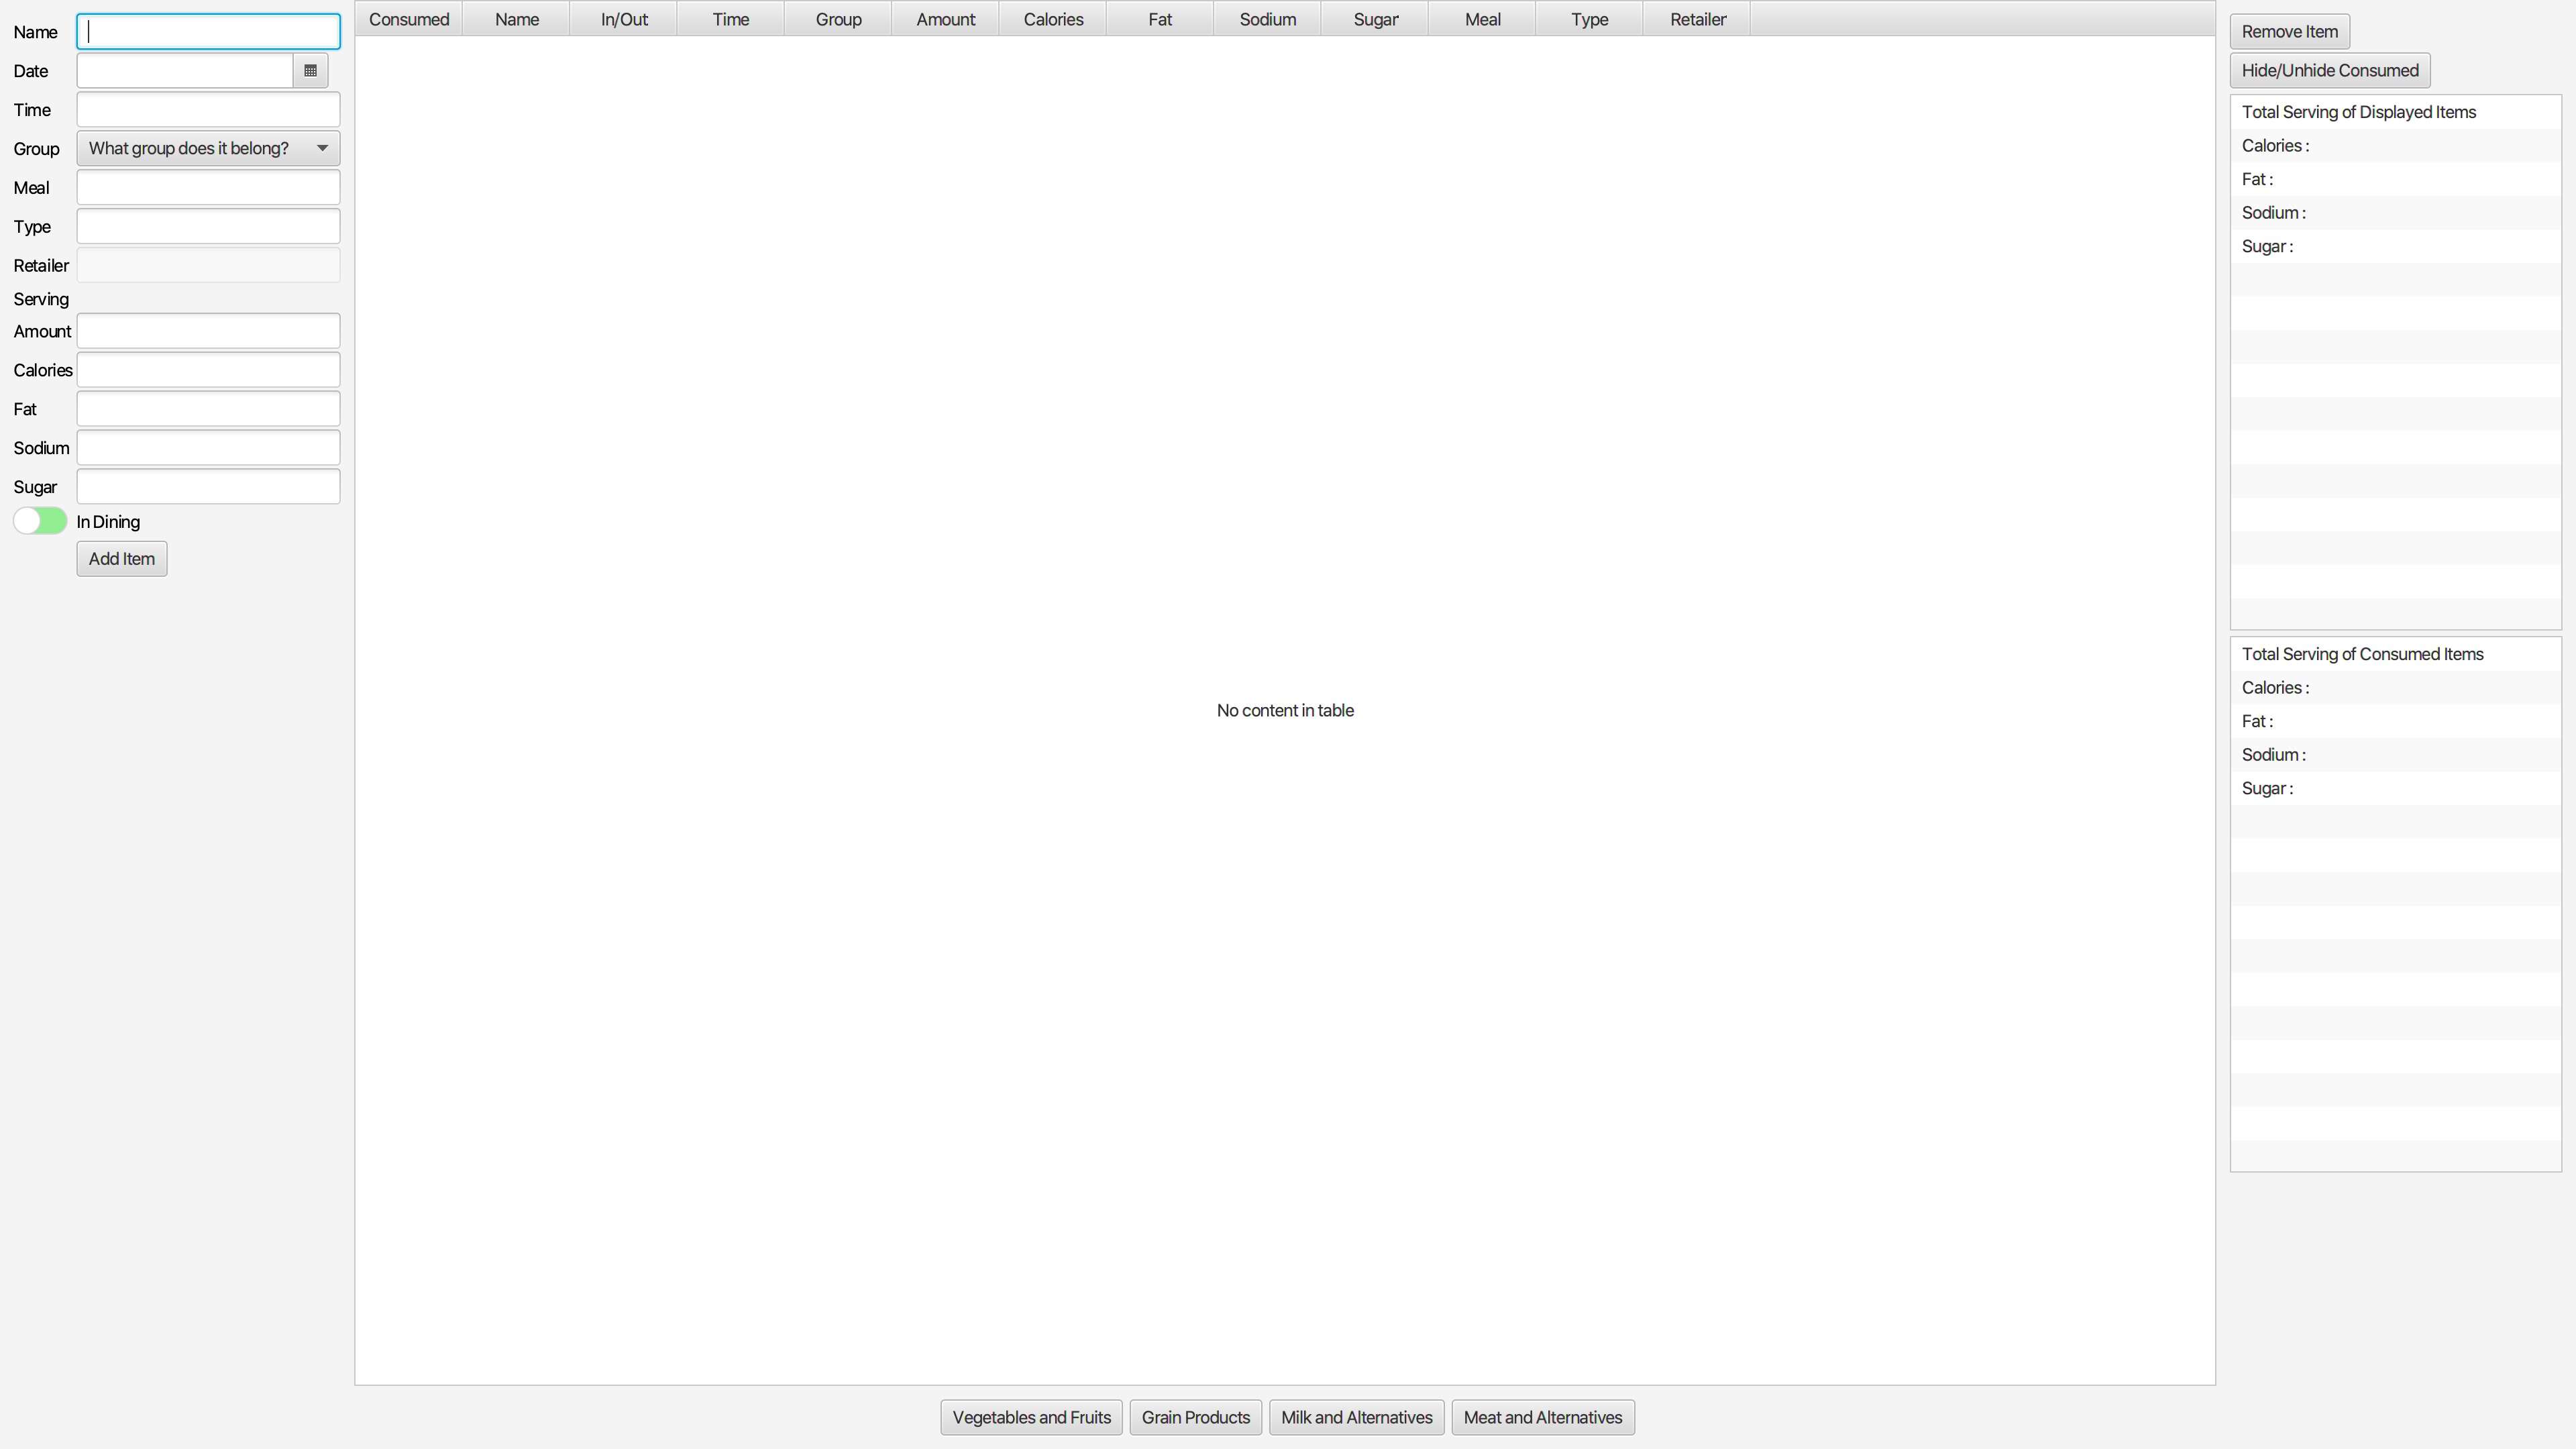 Name
Date
Time
Group What group does it belong?
Meal
Type
Retailer
Serving
Amount
Calories
Fat
Sodium
Sugar
In Dining
Add Item
Consumed Name In/Out Time Group Amount Calories Fat Sodium Sugar Meal Type Retailer
No content in table
Vegetables and Fruits Grain Products Milk and Alternatives Meat and Alternatives
Remove Item
Hide/Unhide Consumed
Total Serving of Displayed Items
Calories :
Fat :
Sodium :
Sugar :
Total Serving of Consumed Items
Calories :
Fat :
Sodium :
Sugar :